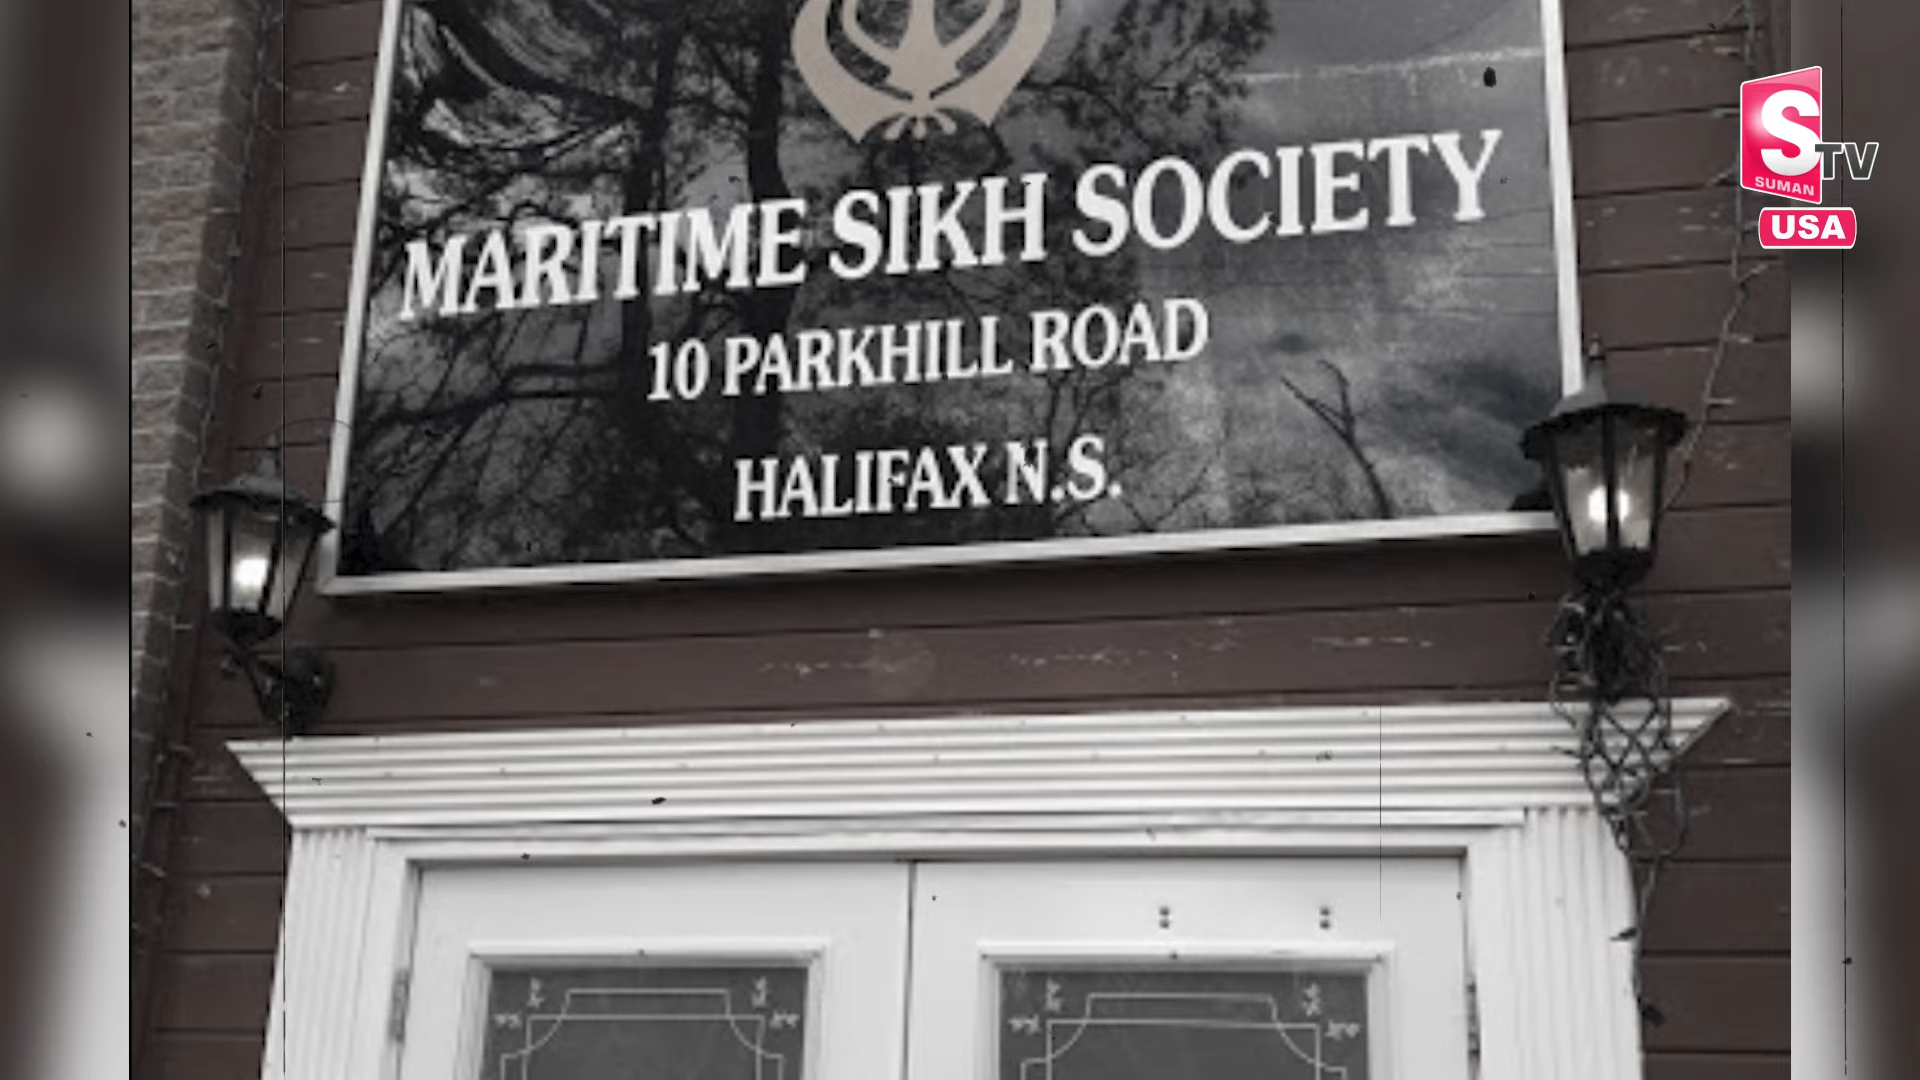 MARITIME SIKH SOCIETY
10 PARKHILL ROAD
HALIFAX N.S.
S TV
SUMAN
USA